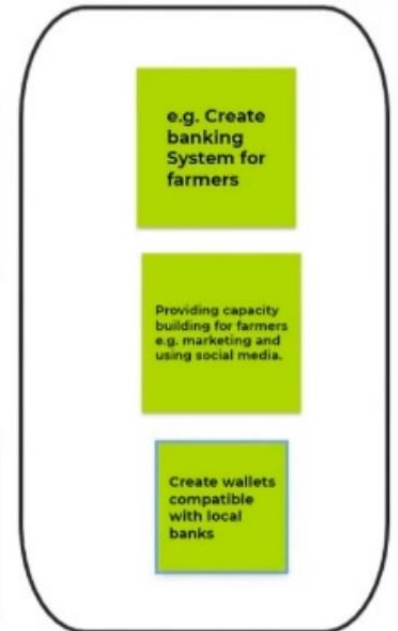 e.g. Create
banking
System for
farmers
Providing capacity
building for farmers
e.g. marketing and
using social media.
Create wallets
compatible
with local
banks